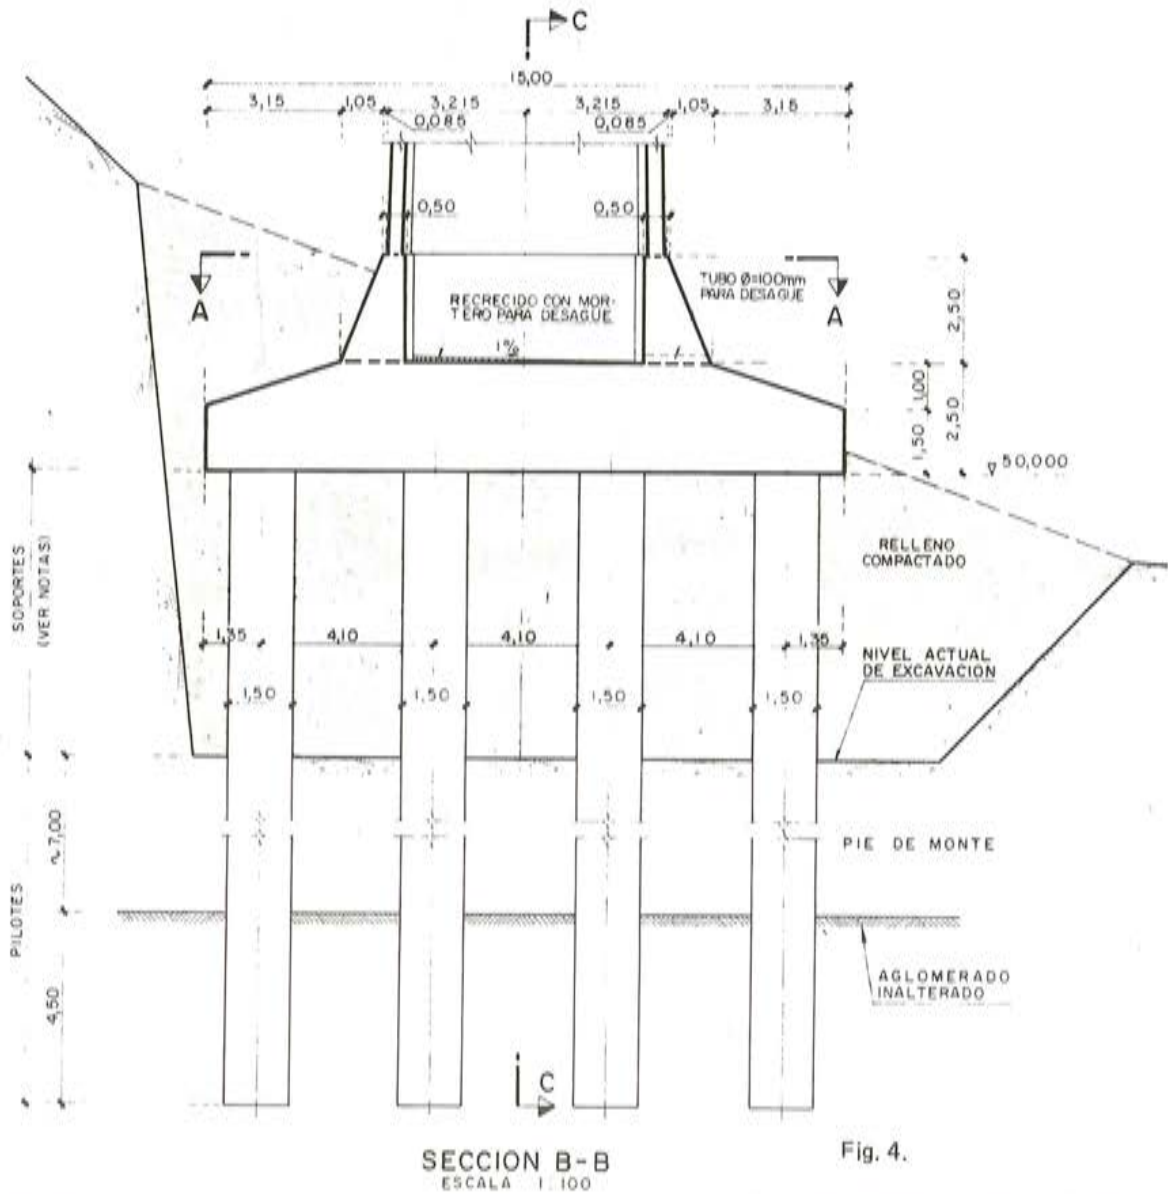 C
15,00
3,15 1,05 3,215 3,215 1,05 3,15
0,085 0,085
0,50 0,50
A
A
TUBO Ø=100mm
PARA DESAGUE
RECRECIDO CON MOR-
TERO PARA DESAGUE
1%
2,50
1,00
1,50
2,50
50,000
RELLENO
COMPACTADO
SOPORTES
(VER NOTAS)
1,35 4,10 4,10 4,10 1,35
NIVEL ACTUAL
DE EXCAVACION
1,50 1,50 1,50 1,50
~7,00
PIE DE MONTE
PILOTES
4,50
AGLOMERADO
INALTERADO
C
SECCION B-B
ESCALA 1:100
Fig. 4.